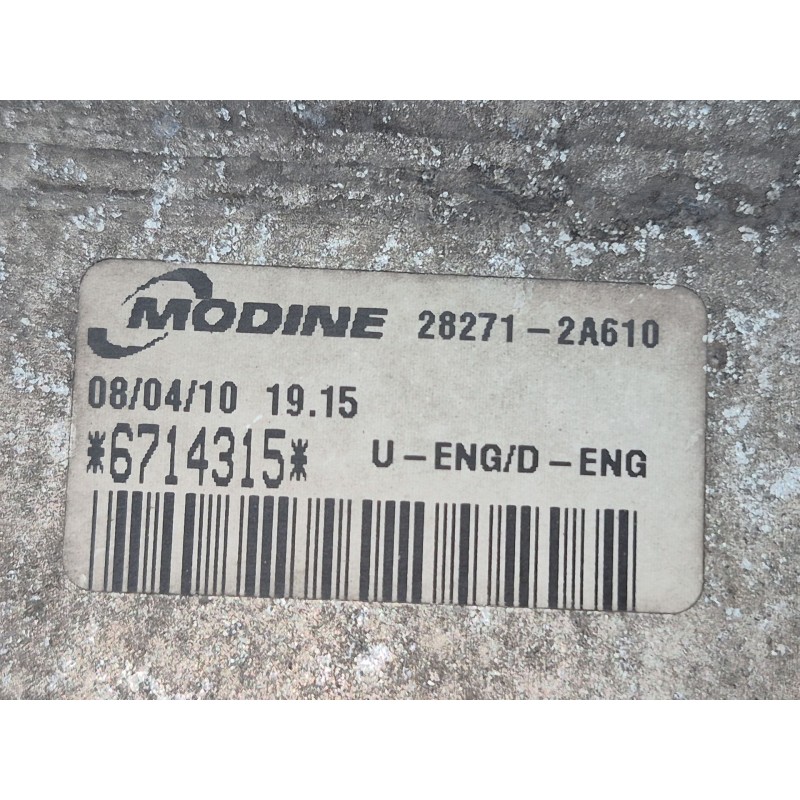 MODINE 28271-2A610
08/04/10 19.15
*6714315* U-ENG/D-ENG